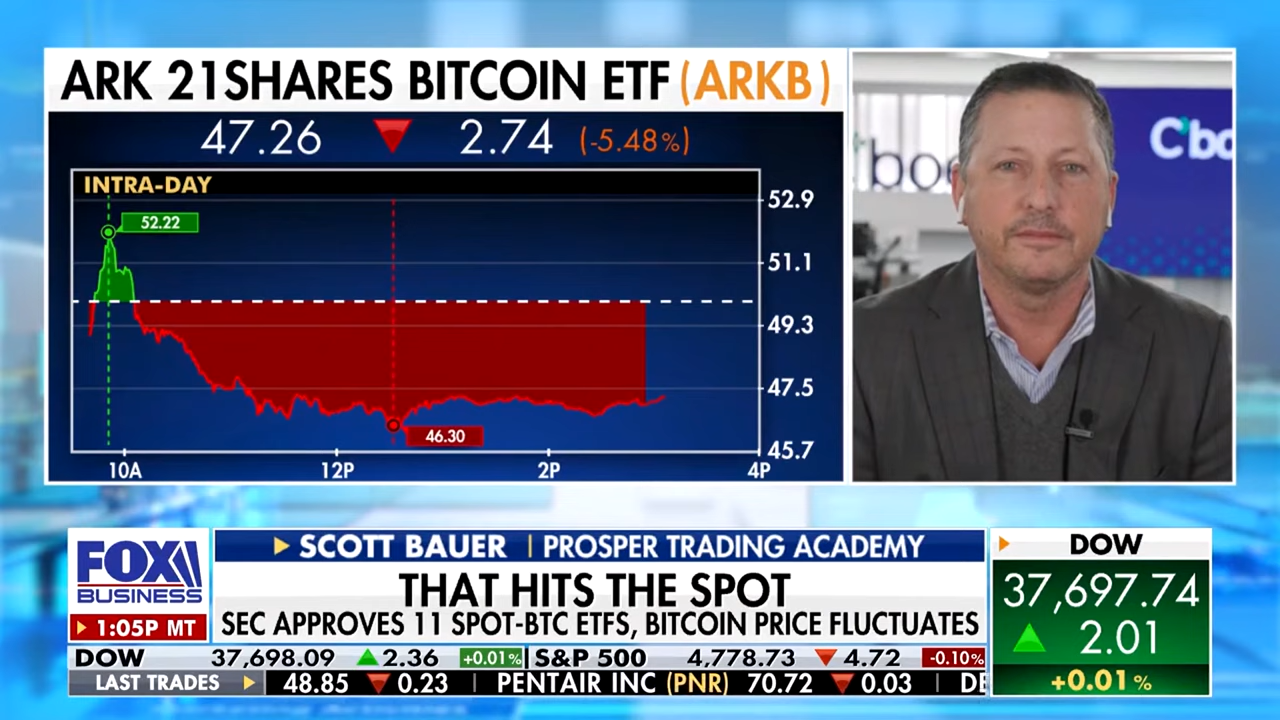 ARK 21SHARES BITCOIN ETF (ARKB)
47.26 ▼ 2.74 (-5.48%)
INTRA-DAY
52.22
46.30
52.9
51.1
49.3
47.5
45.7
10A 12P 2P 4P
Cboe
FOX BUSINESS
1:05P MT
SCOTT BAUER | PROSPER TRADING ACADEMY
THAT HITS THE SPOT
SEC APPROVES 11 SPOT-BTC ETFS, BITCOIN PRICE FLUCTUATES
DOW
37,697.74
▲ 2.01
+0.01%
DOW 37,698.09 ▲ 2.36 +0.01% S&P 500 4,778.73 ▼ 4.72 -0.10%
LAST TRADES 48.85 ▼ 0.23 | PENTAIR INC (PNR) 70.72 ▼ 0.03 | DE